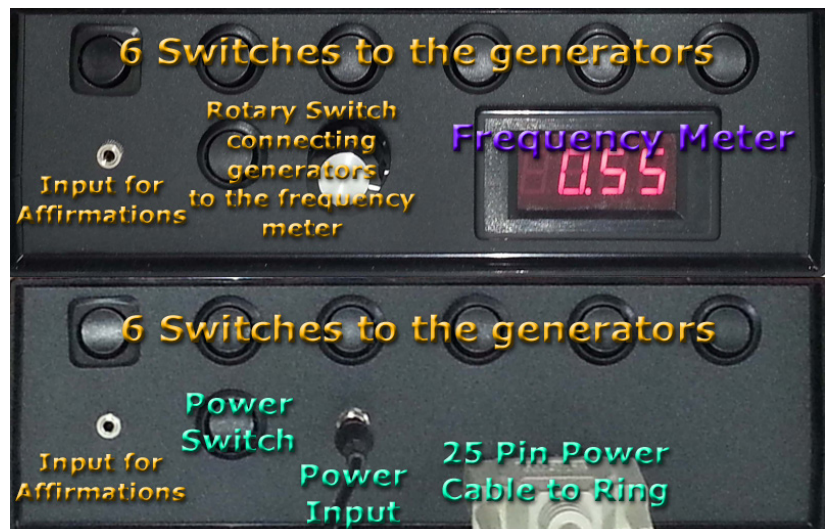 6 Switches to the generators
Rotary Switch
connecting
generators
to the frequency
meter
Frequency Meter
0.55
Input for
Affirmations
6 Switches to the generators
Power
Switch
Input for
Affirmations
Power
Input
25 Pin Power
Cable to Ring